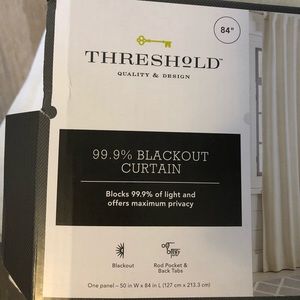 84"
THRESHOLD
QUALITY & DESIGN
99.9% BLACKOUT
CURTAIN
Blocks 99.9% of light and
offers maximum privacy
Blackout
Rod Pocket &
Back Tabs
One panel – 50 in W x 84 in L (127 cm x 213.3 cm)